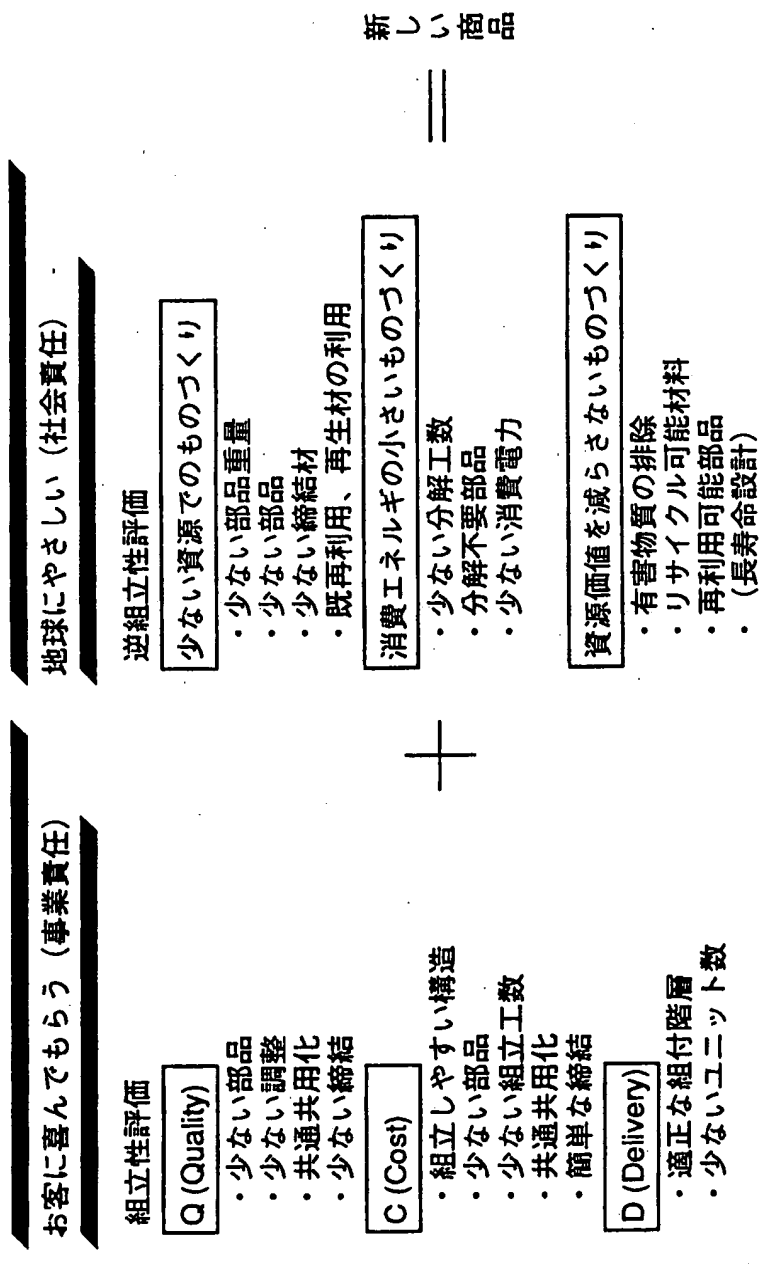 お客に喜んでもらう（事業責任）
組立性評価
Q (Quality)
・少ない部品
・少ない調整
・共通共用化
・少ない締結
C (Cost)
・組立しやすい構造
・少ない部品
・少ない組立工数
・共通共用化
・簡単な締結
D (Delivery)
・適正な組付階層
・少ないユニット数
＋
地球にやさしい（社会責任）
逆組立性評価
少ない資源でのものづくり
・少ない部品重量
・少ない部品
・少ない締結材
・既再利用、再生材の利用
消費エネルギの小さいものづくり
・少ない分解工数
・分解不要部品
・少ない消費電力
資源価値を減らさないものづくり
・有害物質の排除
・リサイクル可能材料
・再利用可能部品
・（長寿命設計）
＝
新しい商品